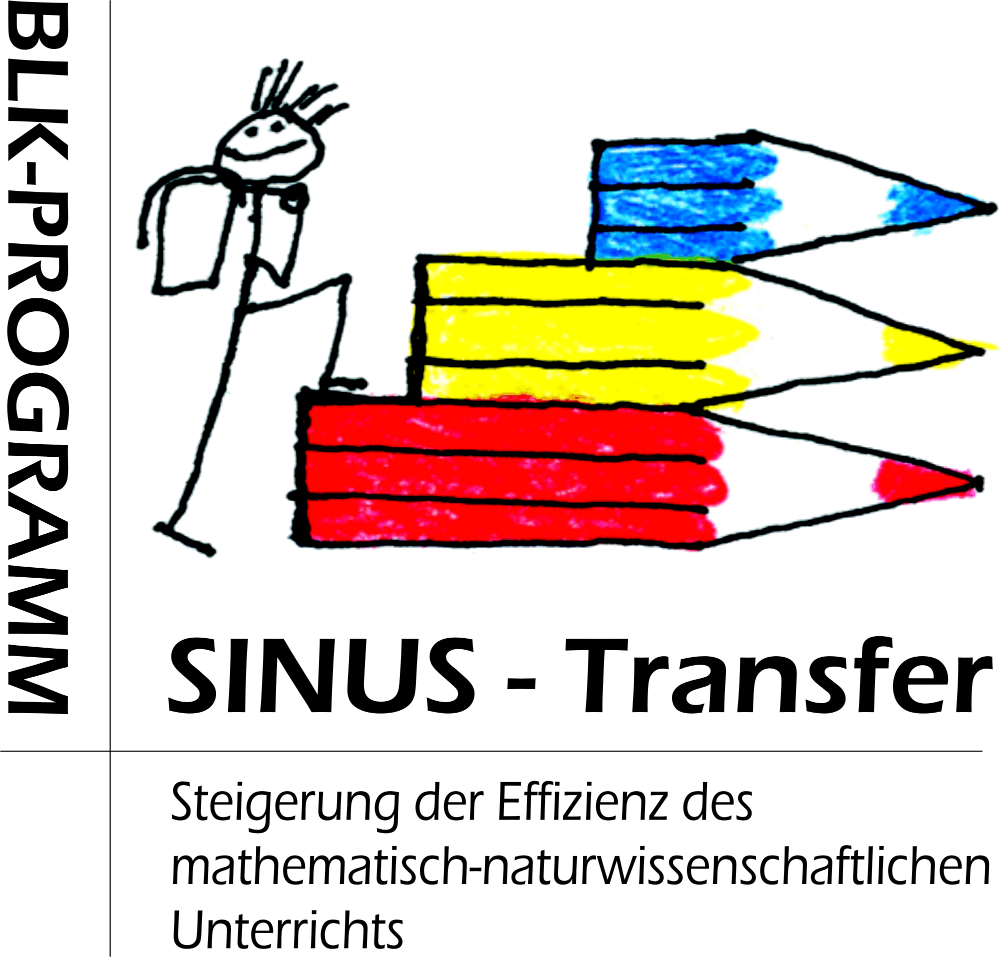 BLK-PROGRAMM
SINUS - Transfer
Steigerung der Effizienz des
mathematisch-naturwissenschaftlichen
Unterrichts